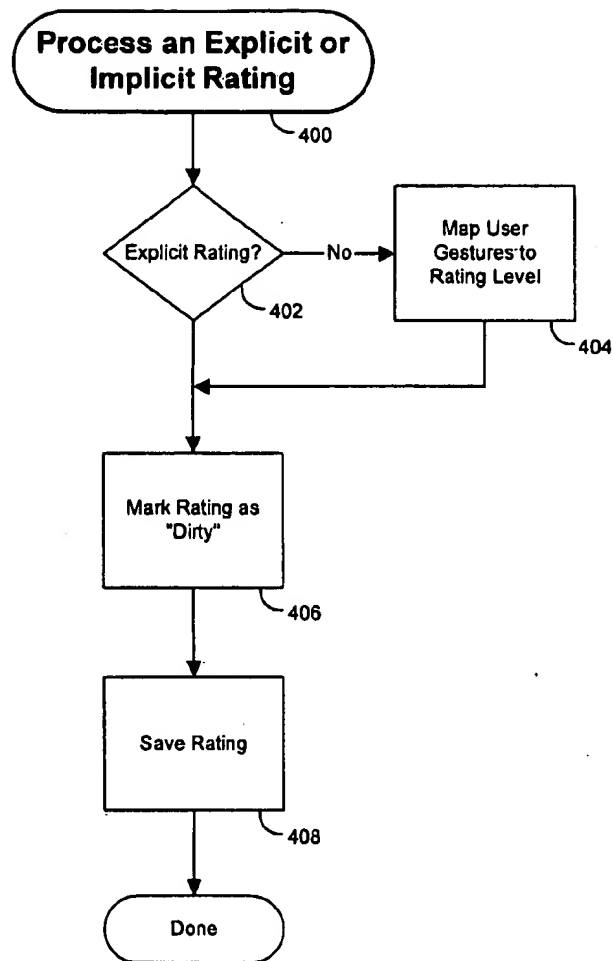 Process an Explicit or
Implicit Rating
400
Explicit Rating?
No
402
Map User
Gestures to
Rating Level
404
Mark Rating as
"Dirty"
406
Save Rating
408
Done